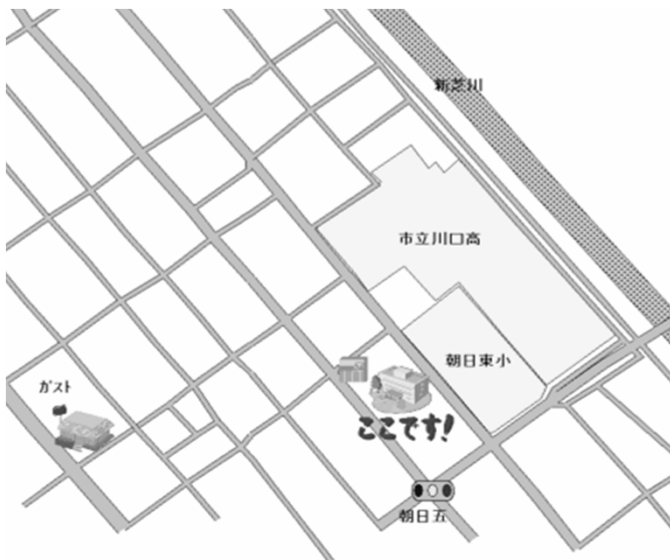 新芝川
市立川口高
朝日東小
ガスト
ここです!
朝日五